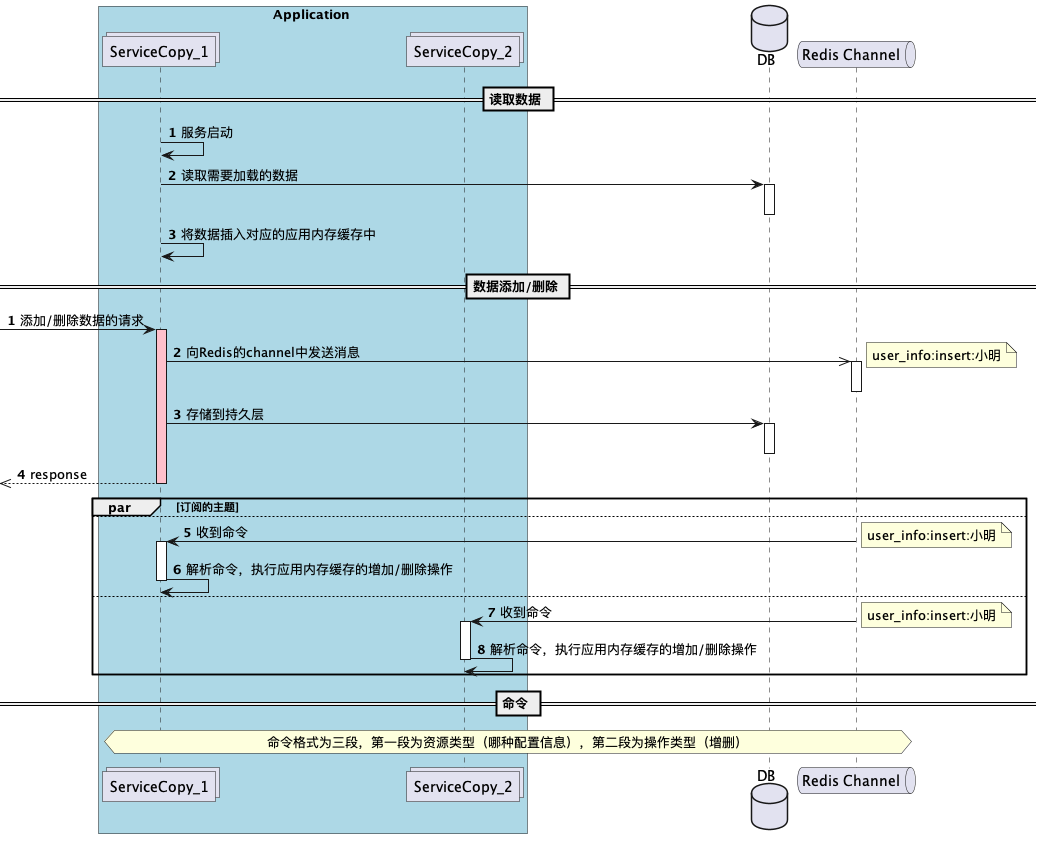 Application
ServiceCopy_1
ServiceCopy_2
DB
Redis Channel
读取数据
1 服务启动
2 读取需要加载的数据
3 将数据插入对应的应用内存缓存中
数据添加/删除
1 添加/删除数据的请求
2 向Redis的channel中发送消息
user_info:insert:小明
3 存储到持久层
4 response
par [订阅的主题]
5 收到命令
user_info:insert:小明
6 解析命令，执行应用内存缓存的增加/删除操作
7 收到命令
user_info:insert:小明
8 解析命令，执行应用内存缓存的增加/删除操作
命令
命令格式为三段，第一段为资源类型（哪种配置信息），第二段为操作类型（增删）
ServiceCopy_1
ServiceCopy_2
DB
Redis Channel